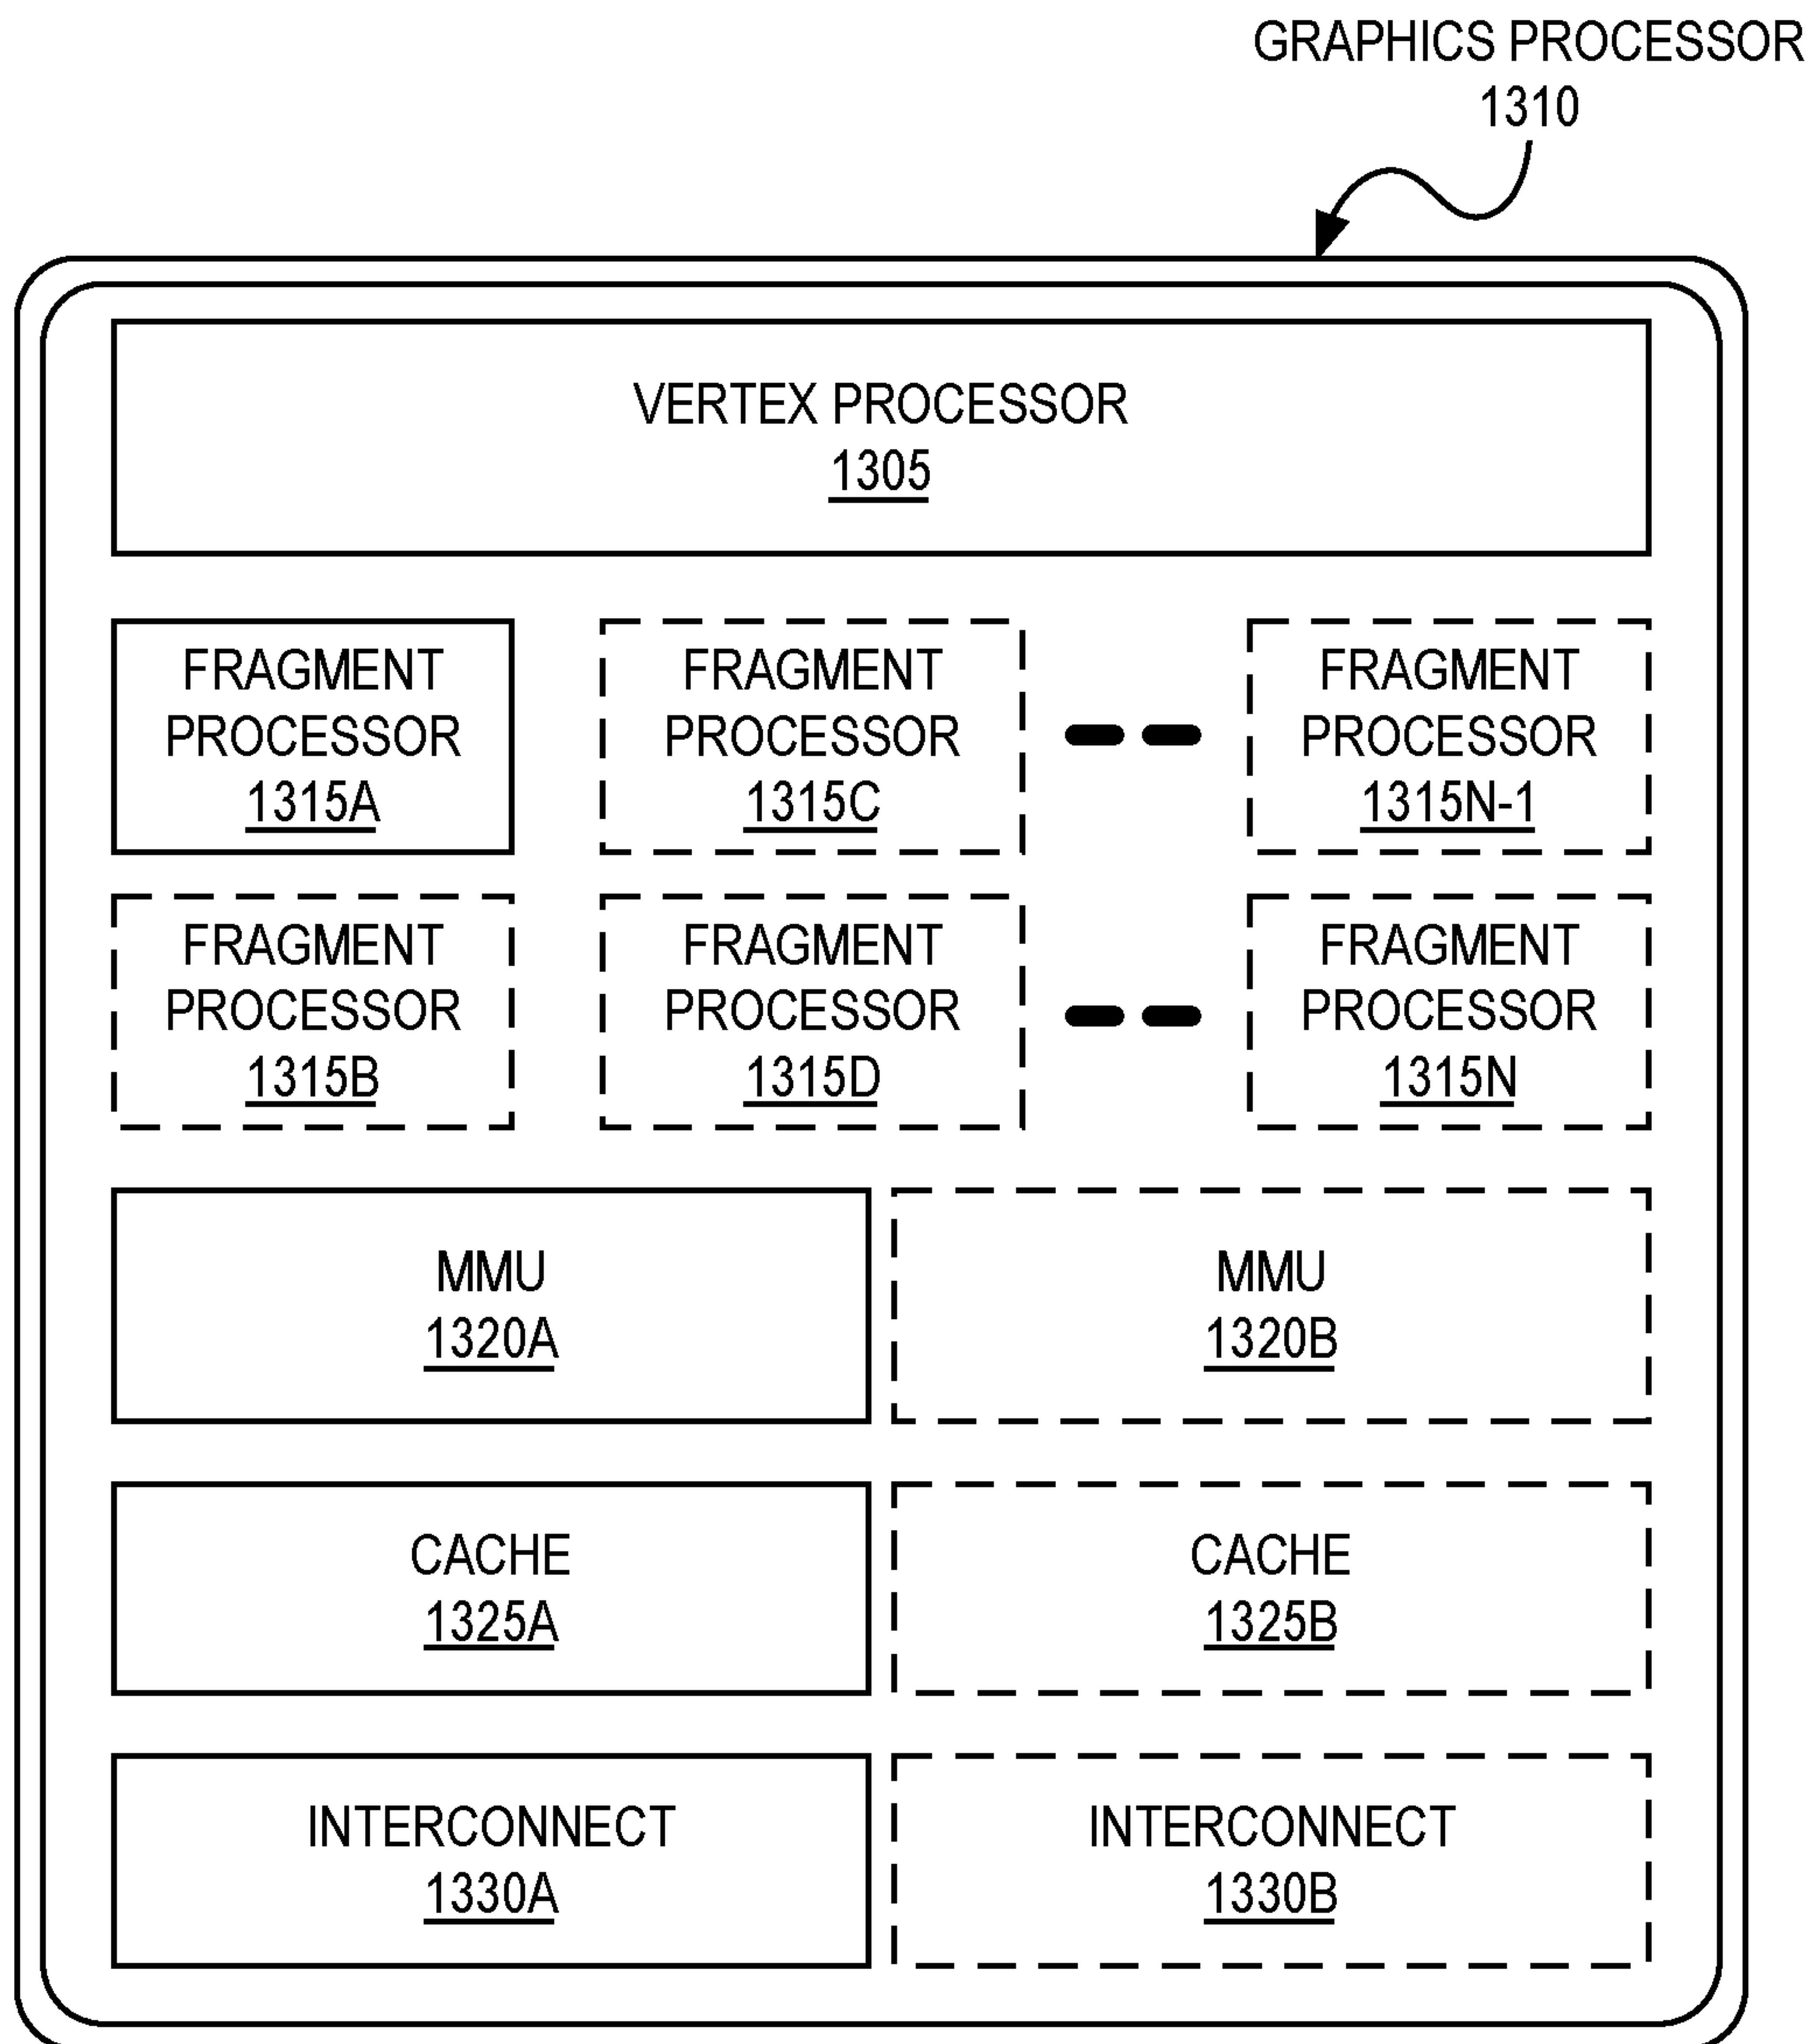 GRAPHICS PROCESSOR
1310
VERTEX PROCESSOR
1305
FRAGMENT
PROCESSOR
1315A
FRAGMENT
PROCESSOR
1315C
FRAGMENT
PROCESSOR
1315N-1
FRAGMENT
PROCESSOR
1315B
FRAGMENT
PROCESSOR
1315D
FRAGMENT
PROCESSOR
1315N
MMU
1320A
MMU
1320B
CACHE
1325A
CACHE
1325B
INTERCONNECT
1330A
INTERCONNECT
1330B